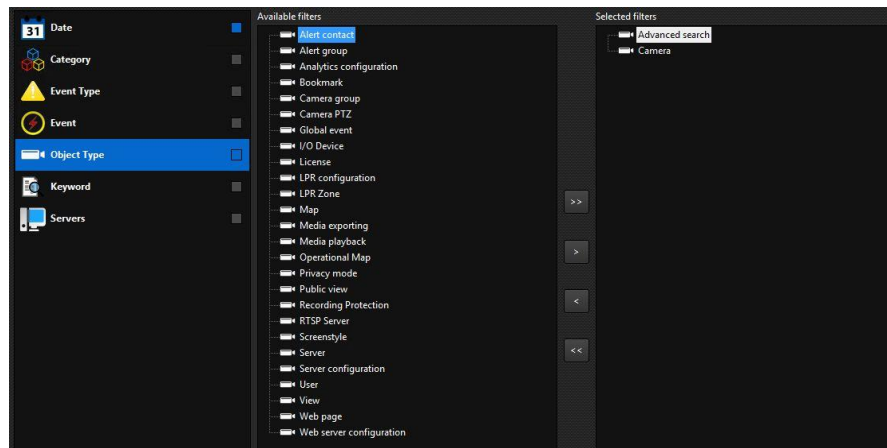 31
Date
Category
Event Type
Event
Object Type
Keyword
Servers
Available filters
Alert contact
Alert group
Analytics configuration
Bookmark
Camera group
Camera PTZ
Global event
I/O Device
License
LPR configuration
LPR Zone
Map
Media exporting
Media playback
Operational Map
Privacy mode
Public view
Recording Protection
RTSP Server
Screenstyle
Server
Server configuration
User
View
Web page
Web server configuration
>>
>
<
<<
Selected filters
Advanced search
Camera